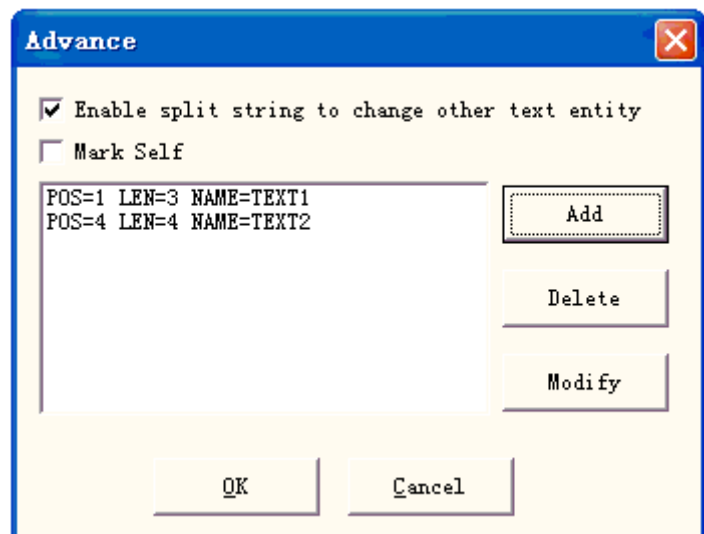 Advance
Enable split string to change other text entity
Mark Self
POS=1 LEN=3 NAME=TEXT1
POS=4 LEN=4 NAME=TEXT2
Add
Delete
Modify
OK
Cancel